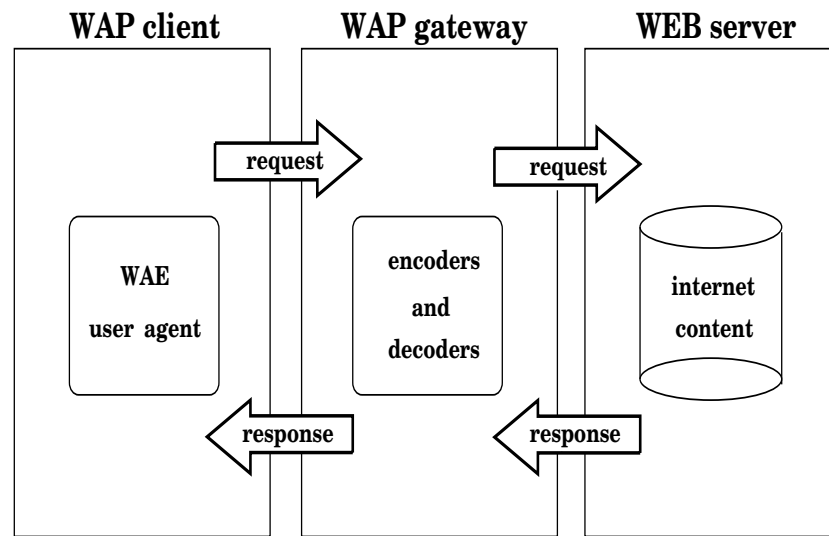 WAP client
WAP gateway
WEB server
request
request
WAE
user agent
encoders
and
decoders
internet
content
response
response